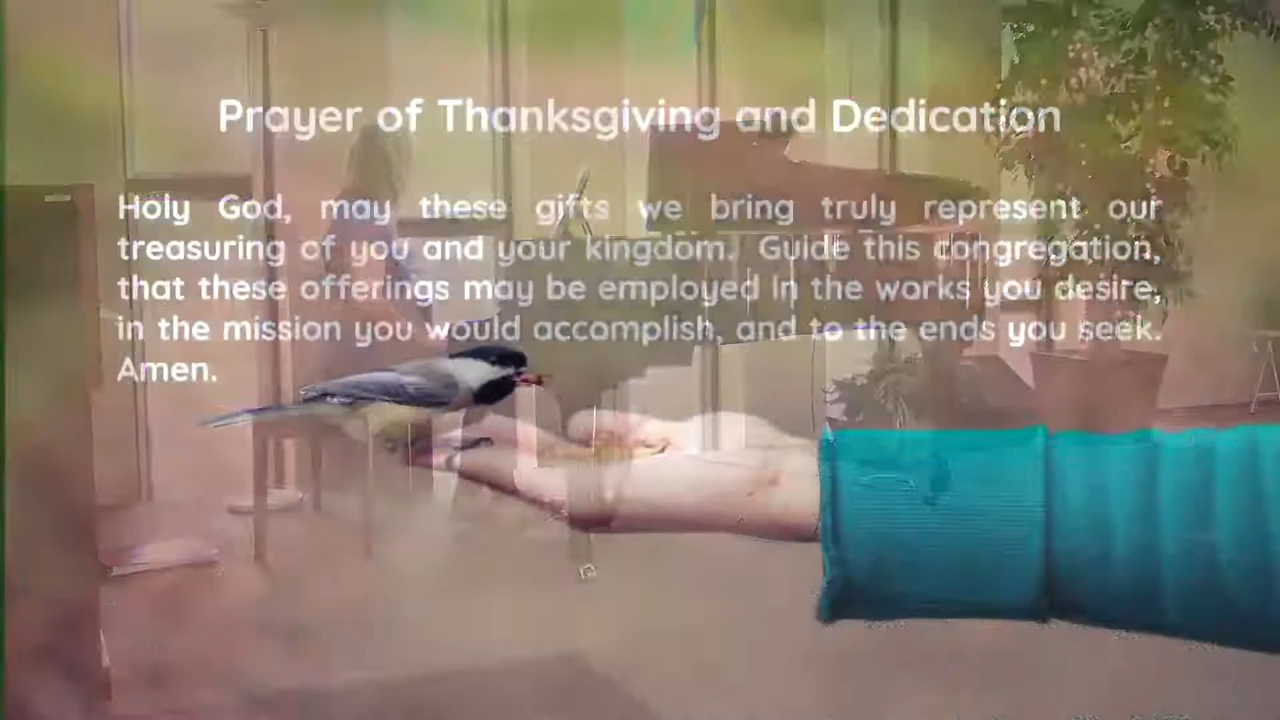 Prayer of Thanksgiving and Dedication
Holy God, may these gifts we bring truly represent our
treasuring of you and your kingdom. Guide this congregation,
that these offerings may be employed in the works you desire,
in the mission you would accomplish, and to the ends you seek.
Amen.